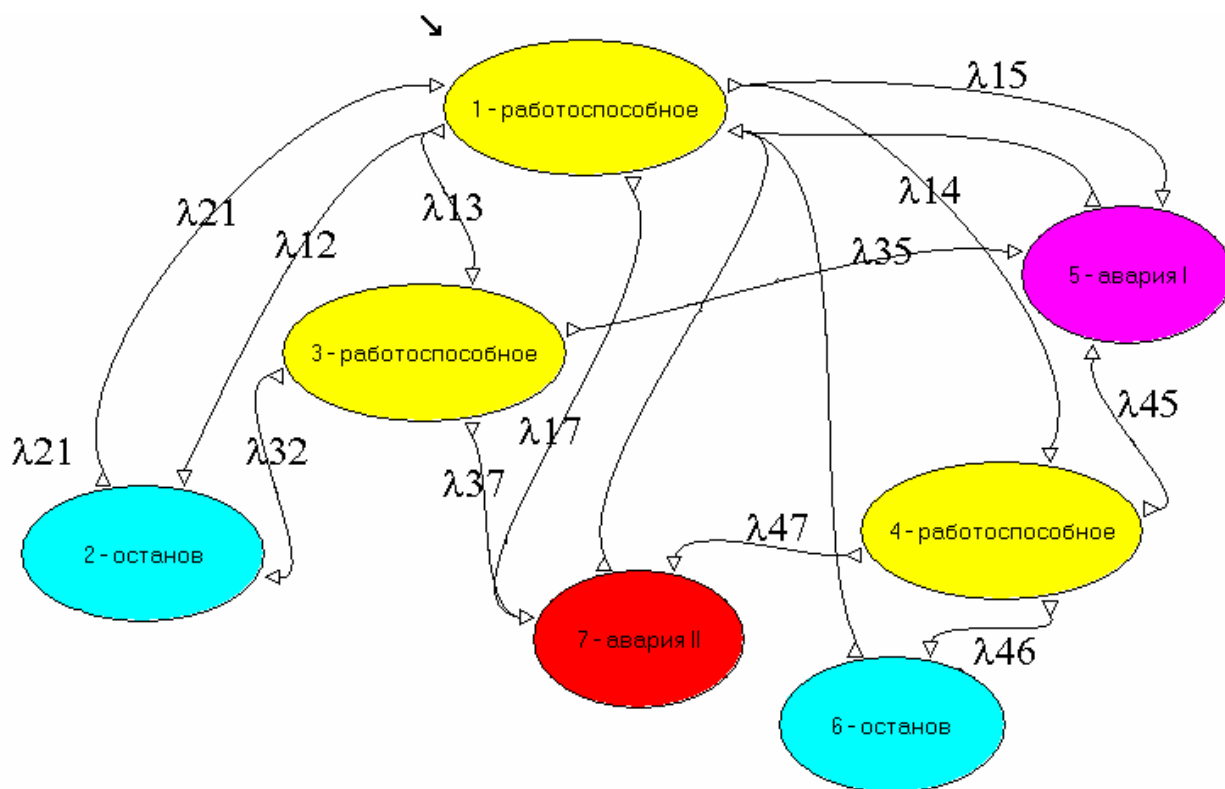 1 - работоспособное
λ15
λ21
λ12
λ13
λ14
λ35
5 - авария I
3 - работоспособное
λ21
λ32
λ37
λ17
λ45
2 - останов
λ47
4 - работоспособное
7 - авария II
λ46
6 - останов